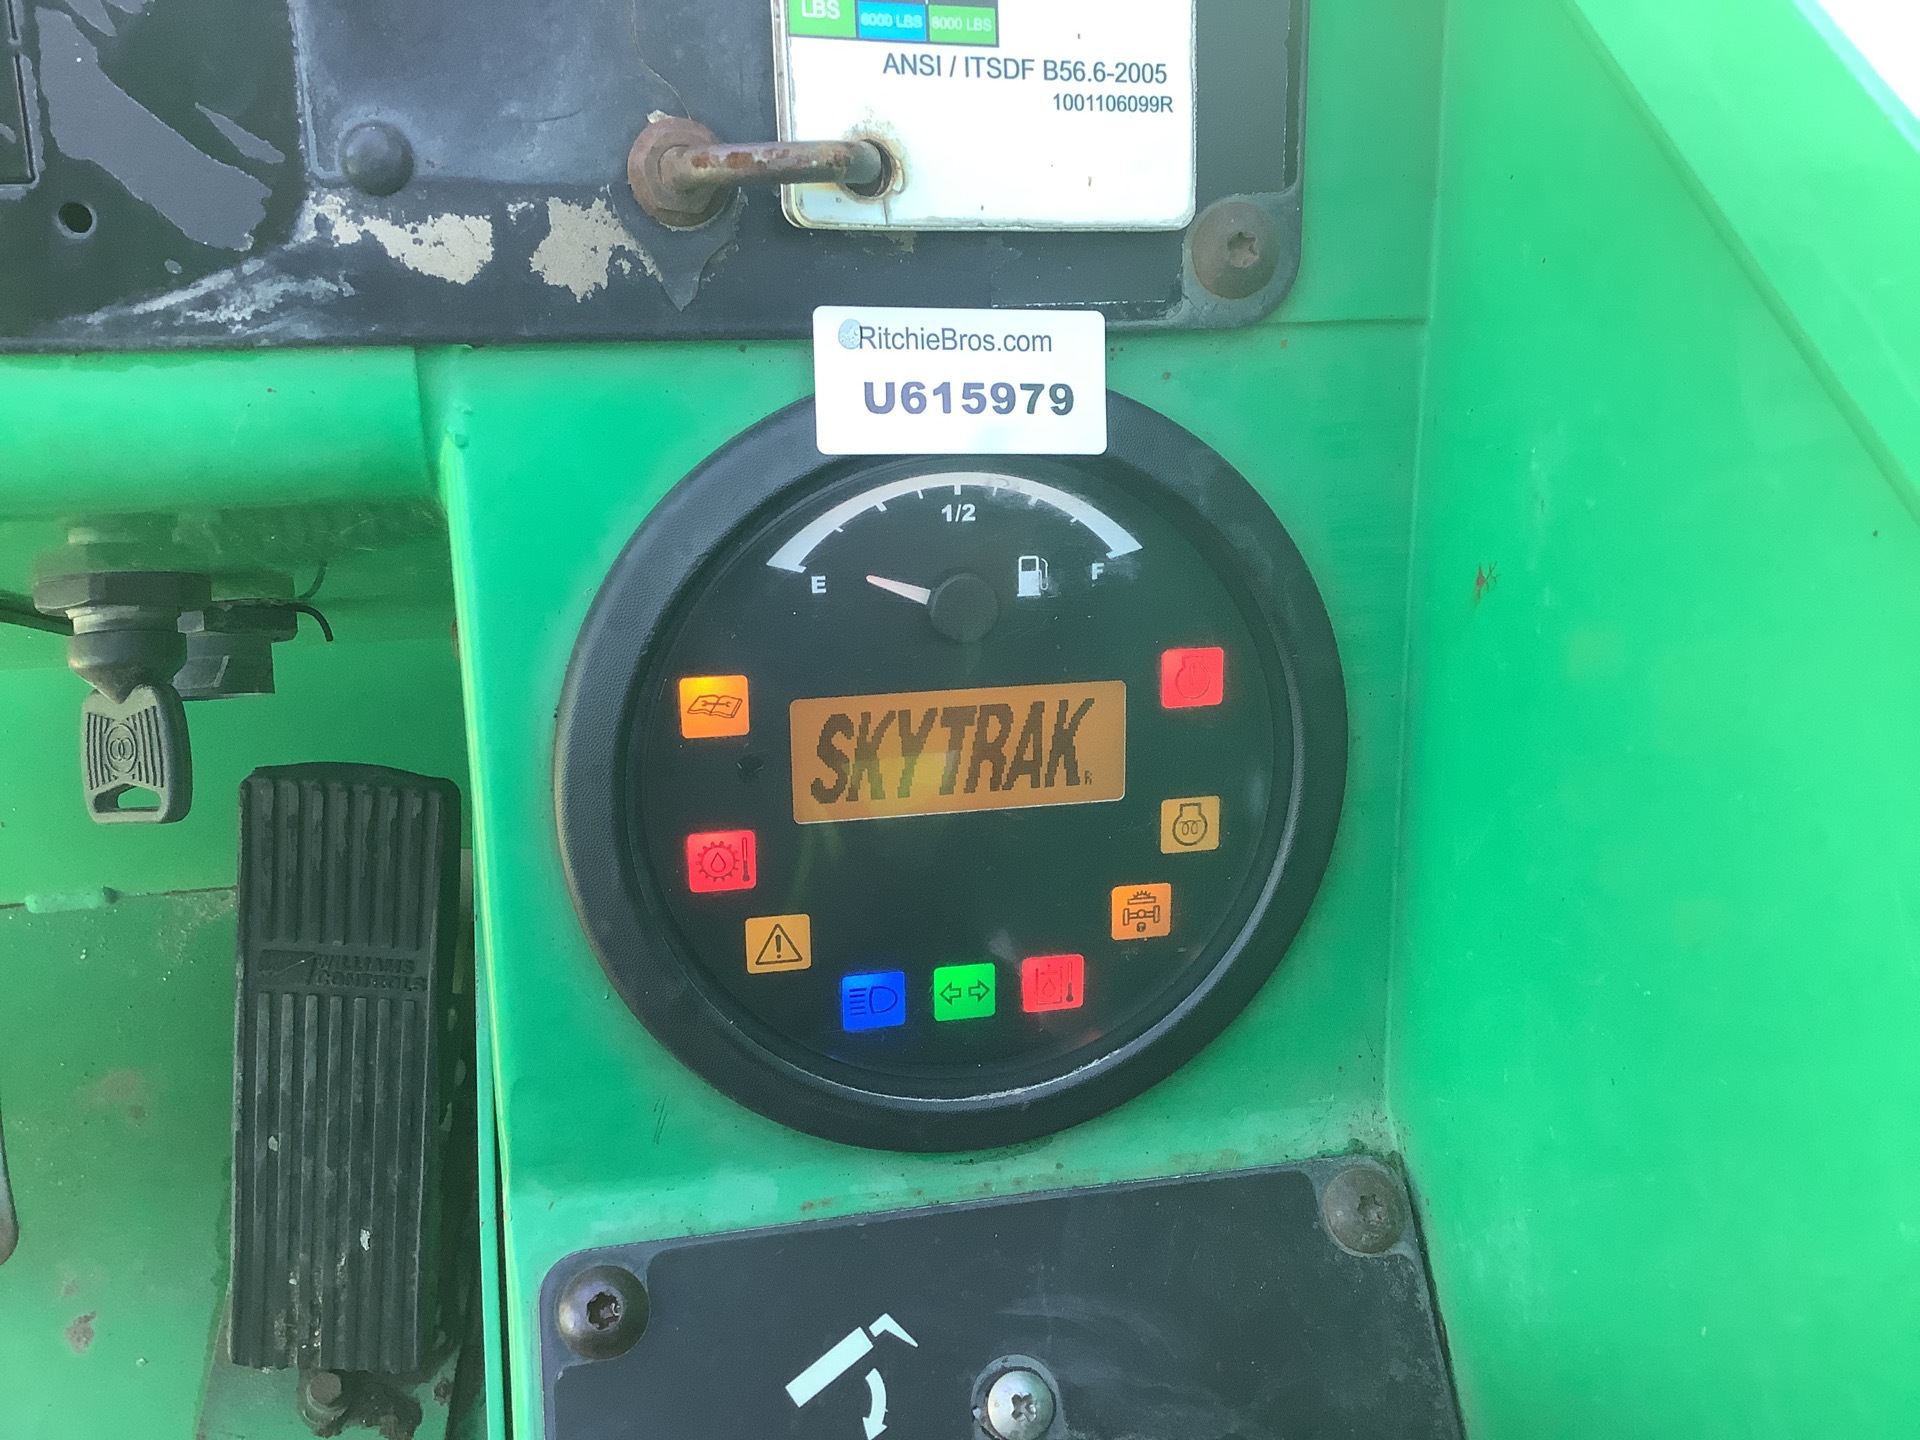 LBS
6000 LBS 8000 LBS
ANSI / ITSDF B56.6-2005
1001106099R
RitchieBros.com
U615979
1/2
E F
SKYTRAK
R
WILLIAMS
CONTROLS